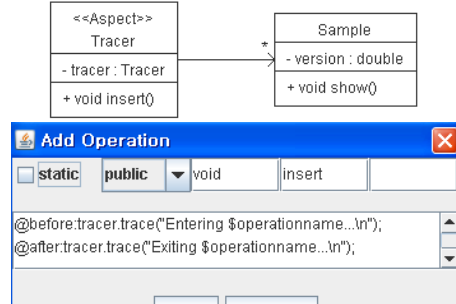 <<Aspect>>
Tracer
- tracer : Tracer
+ void insert()
*
Sample
- version : double
+ void show()
Add Operation
static public void insert
@before:tracer.trace("Entering $operationname...\n");
@after:tracer.trace("Exiting $operationname...\n");